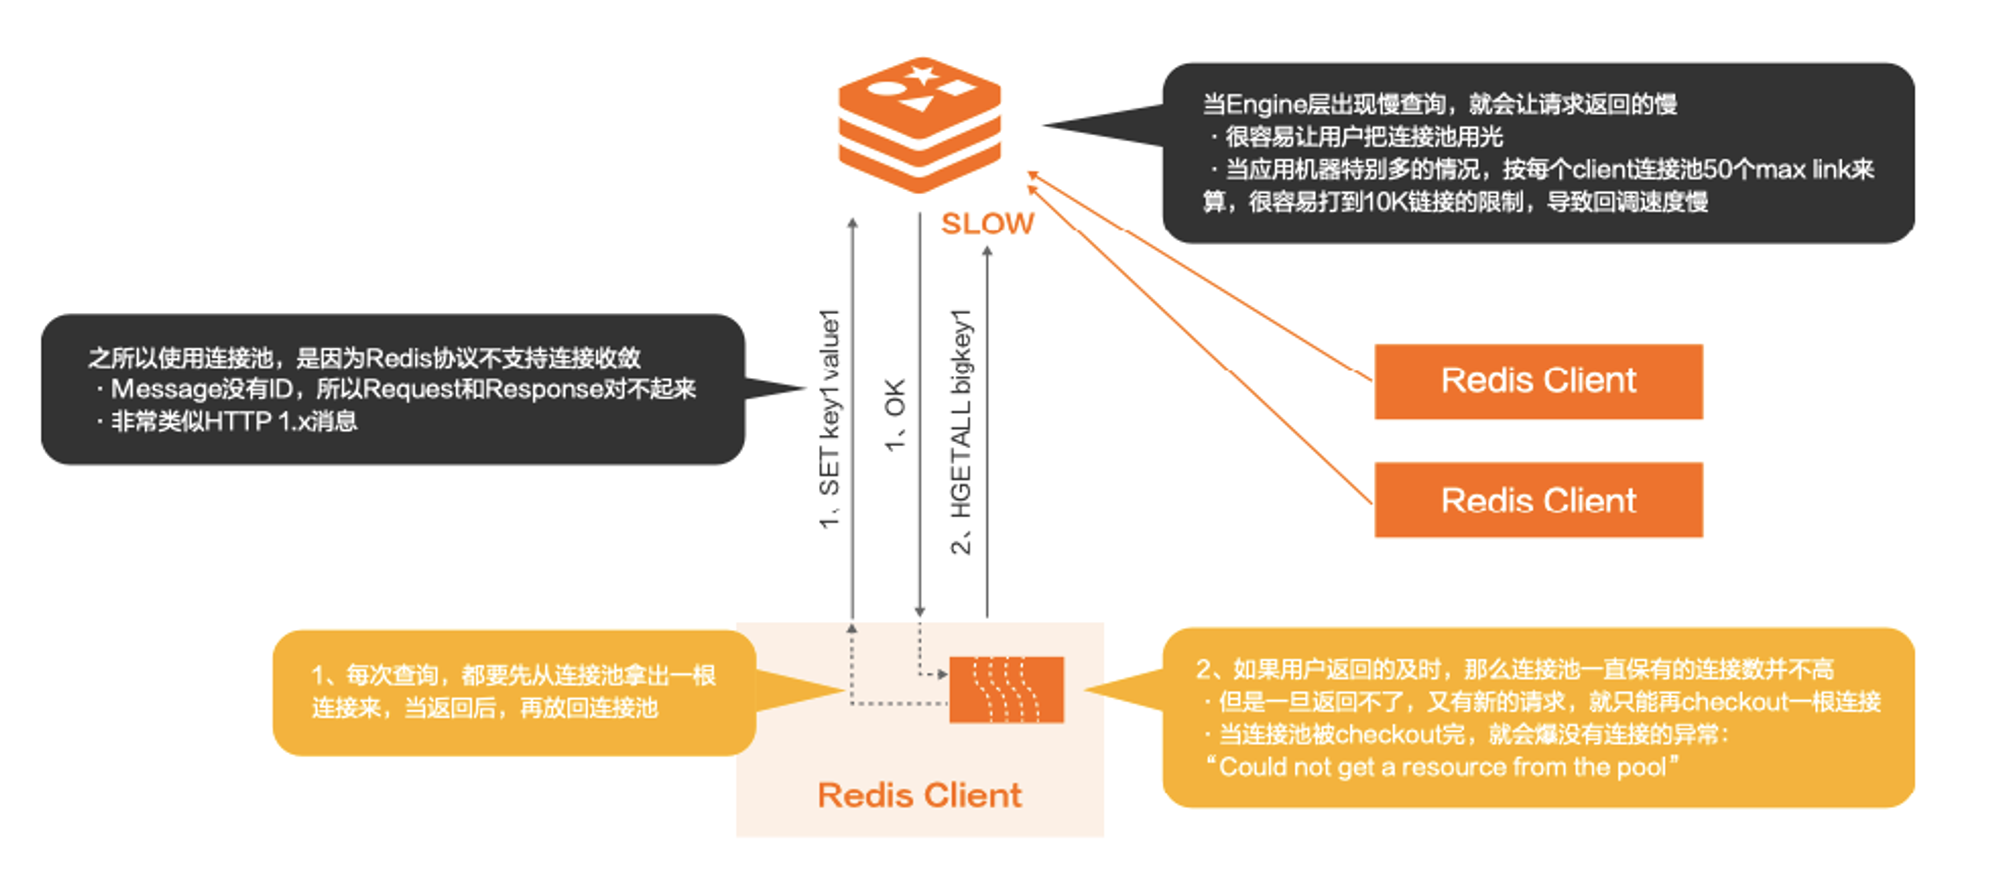 当Engine层出现慢查询，就会让请求返回的慢
·很容易让用户把连接池用光
·当应用机器特别多的情况，按每个client连接池50个max link来
算，很容易打到10K链接的限制，导致回调速度慢
SLOW
之所以使用连接池，是因为Redis协议不支持连接收敛
·Message没有ID，所以Request和Response对不起来
·非常类似HTTP 1.x消息
1、SET key1 value1
1、OK
2、HGETALL bigkey1
Redis Client
Redis Client
1、每次查询，都要先从连接池拿出一根
连接来，当返回后，再放回连接池
2、如果用户返回的及时，那么连接池一直保有的连接数并不高
·但是一旦返回不了，又有新的请求，就只能再checkout一根连接
·当连接池被checkout完，就会爆没有连接的异常：
“Could not get a resource from the pool”
Redis Client